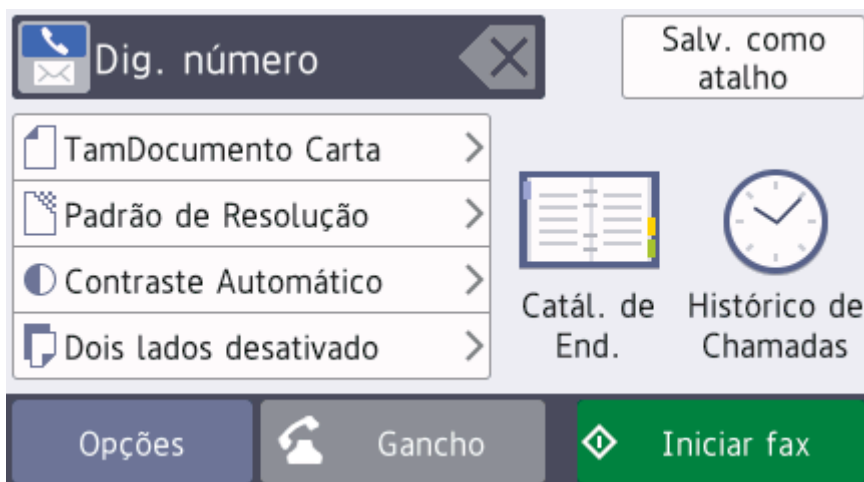 Dig. número
Salv. como
atalho
TamDocumento Carta
Padrão de Resolução
Contraste Automático
Dois lados desativado
Catál. de
End.
Histórico de
Chamadas
Opções
Gancho
Iniciar fax